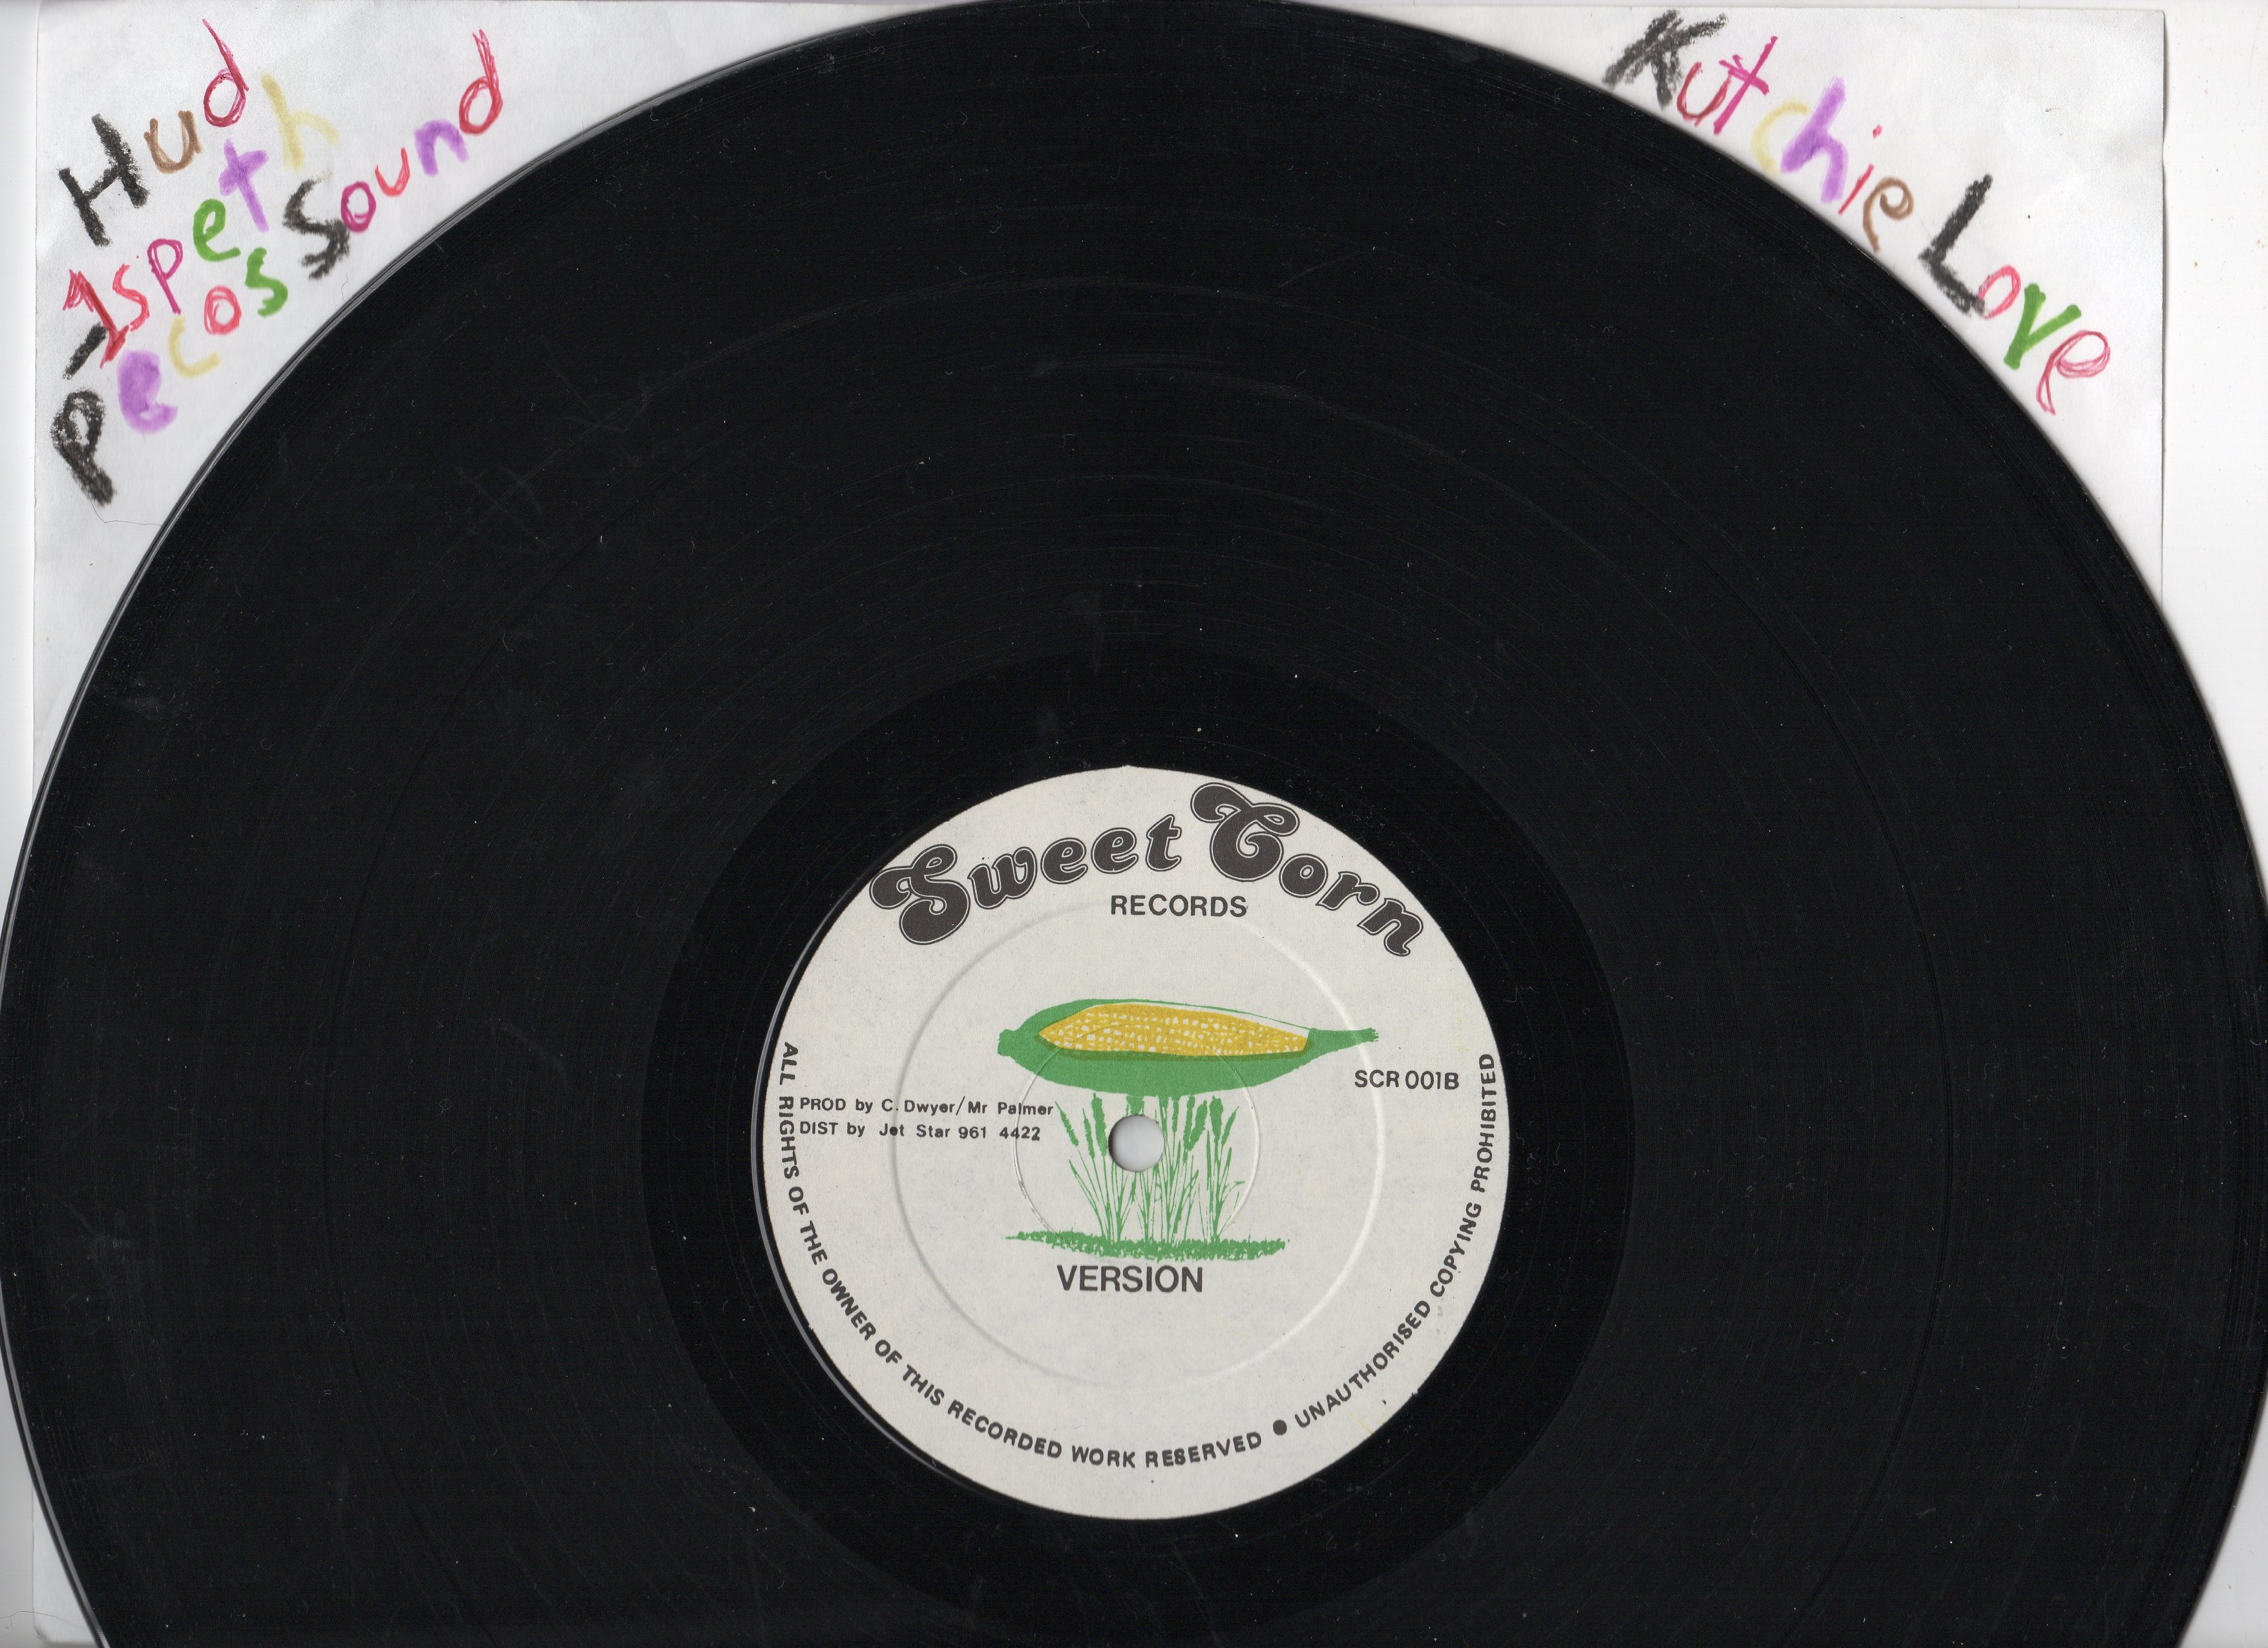 Hud
-1speth
Pecos Sound
Kutchie Love
Sweet Corn
RECORDS
SCR 001B
PROD by C. Dwyer/Mr Palmer
DIST by Jet Star 961 4422
VERSION
ALL RIGHTS OF THE OWNER OF THIS RECORDED WORK RESERVED ● UNAUTHORISED COPYING PROHIBITED